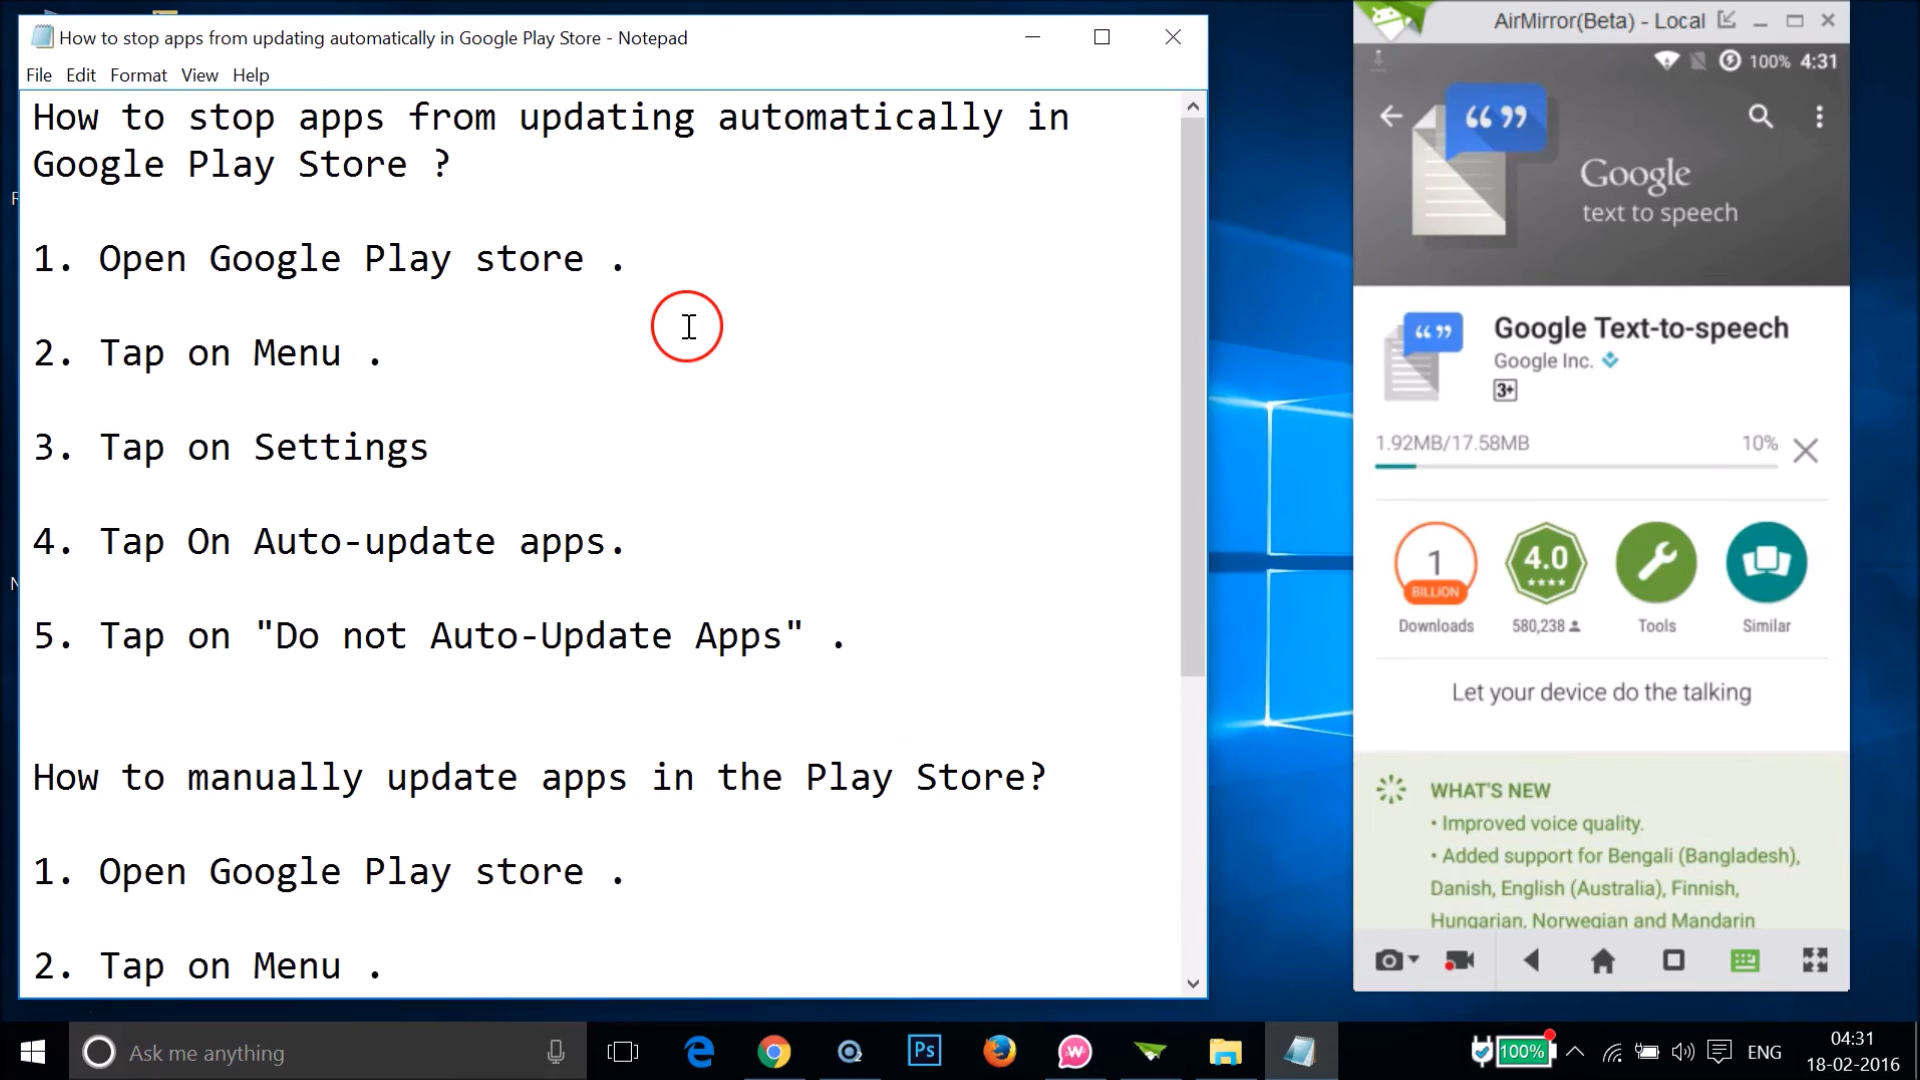 How to stop apps from updating automatically in Google Play Store - Notepad
File Edit Format View Help
How to stop apps from updating automatically in
Google Play Store ?
1. Open Google Play store .
2. Tap on Menu .
3. Tap on Settings
4. Tap On Auto-update apps.
5. Tap on "Do not Auto-Update Apps" .
How to manually update apps in the Play Store?
1. Open Google Play store .
2. Tap on Menu .
AirMirror(Beta) - Local
100% 4:31
Google
text to speech
Google Text-to-speech
Google Inc.
3+
1.92MB/17.58MB 10%
1
BILLION
4.0
Downloads 580,238 Tools Similar
Let your device do the talking
WHAT'S NEW
• Improved voice quality.
• Added support for Bengali (Bangladesh),
Danish, English (Australia), Finnish,
Hungarian, Norwegian and Mandarin
Ask me anything
Ps
100%
ENG
04:31
18-02-2016